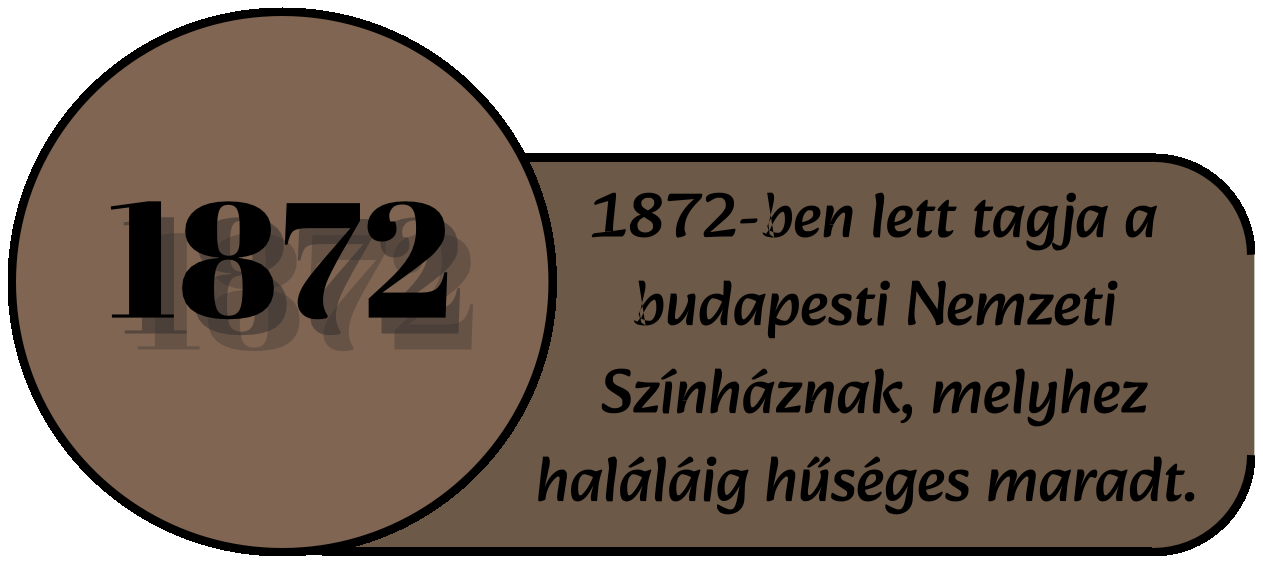 1872
1872-ben lett tagja a
budapesti Nemzeti
Színháznak, melyhez
haláláig hűséges maradt.